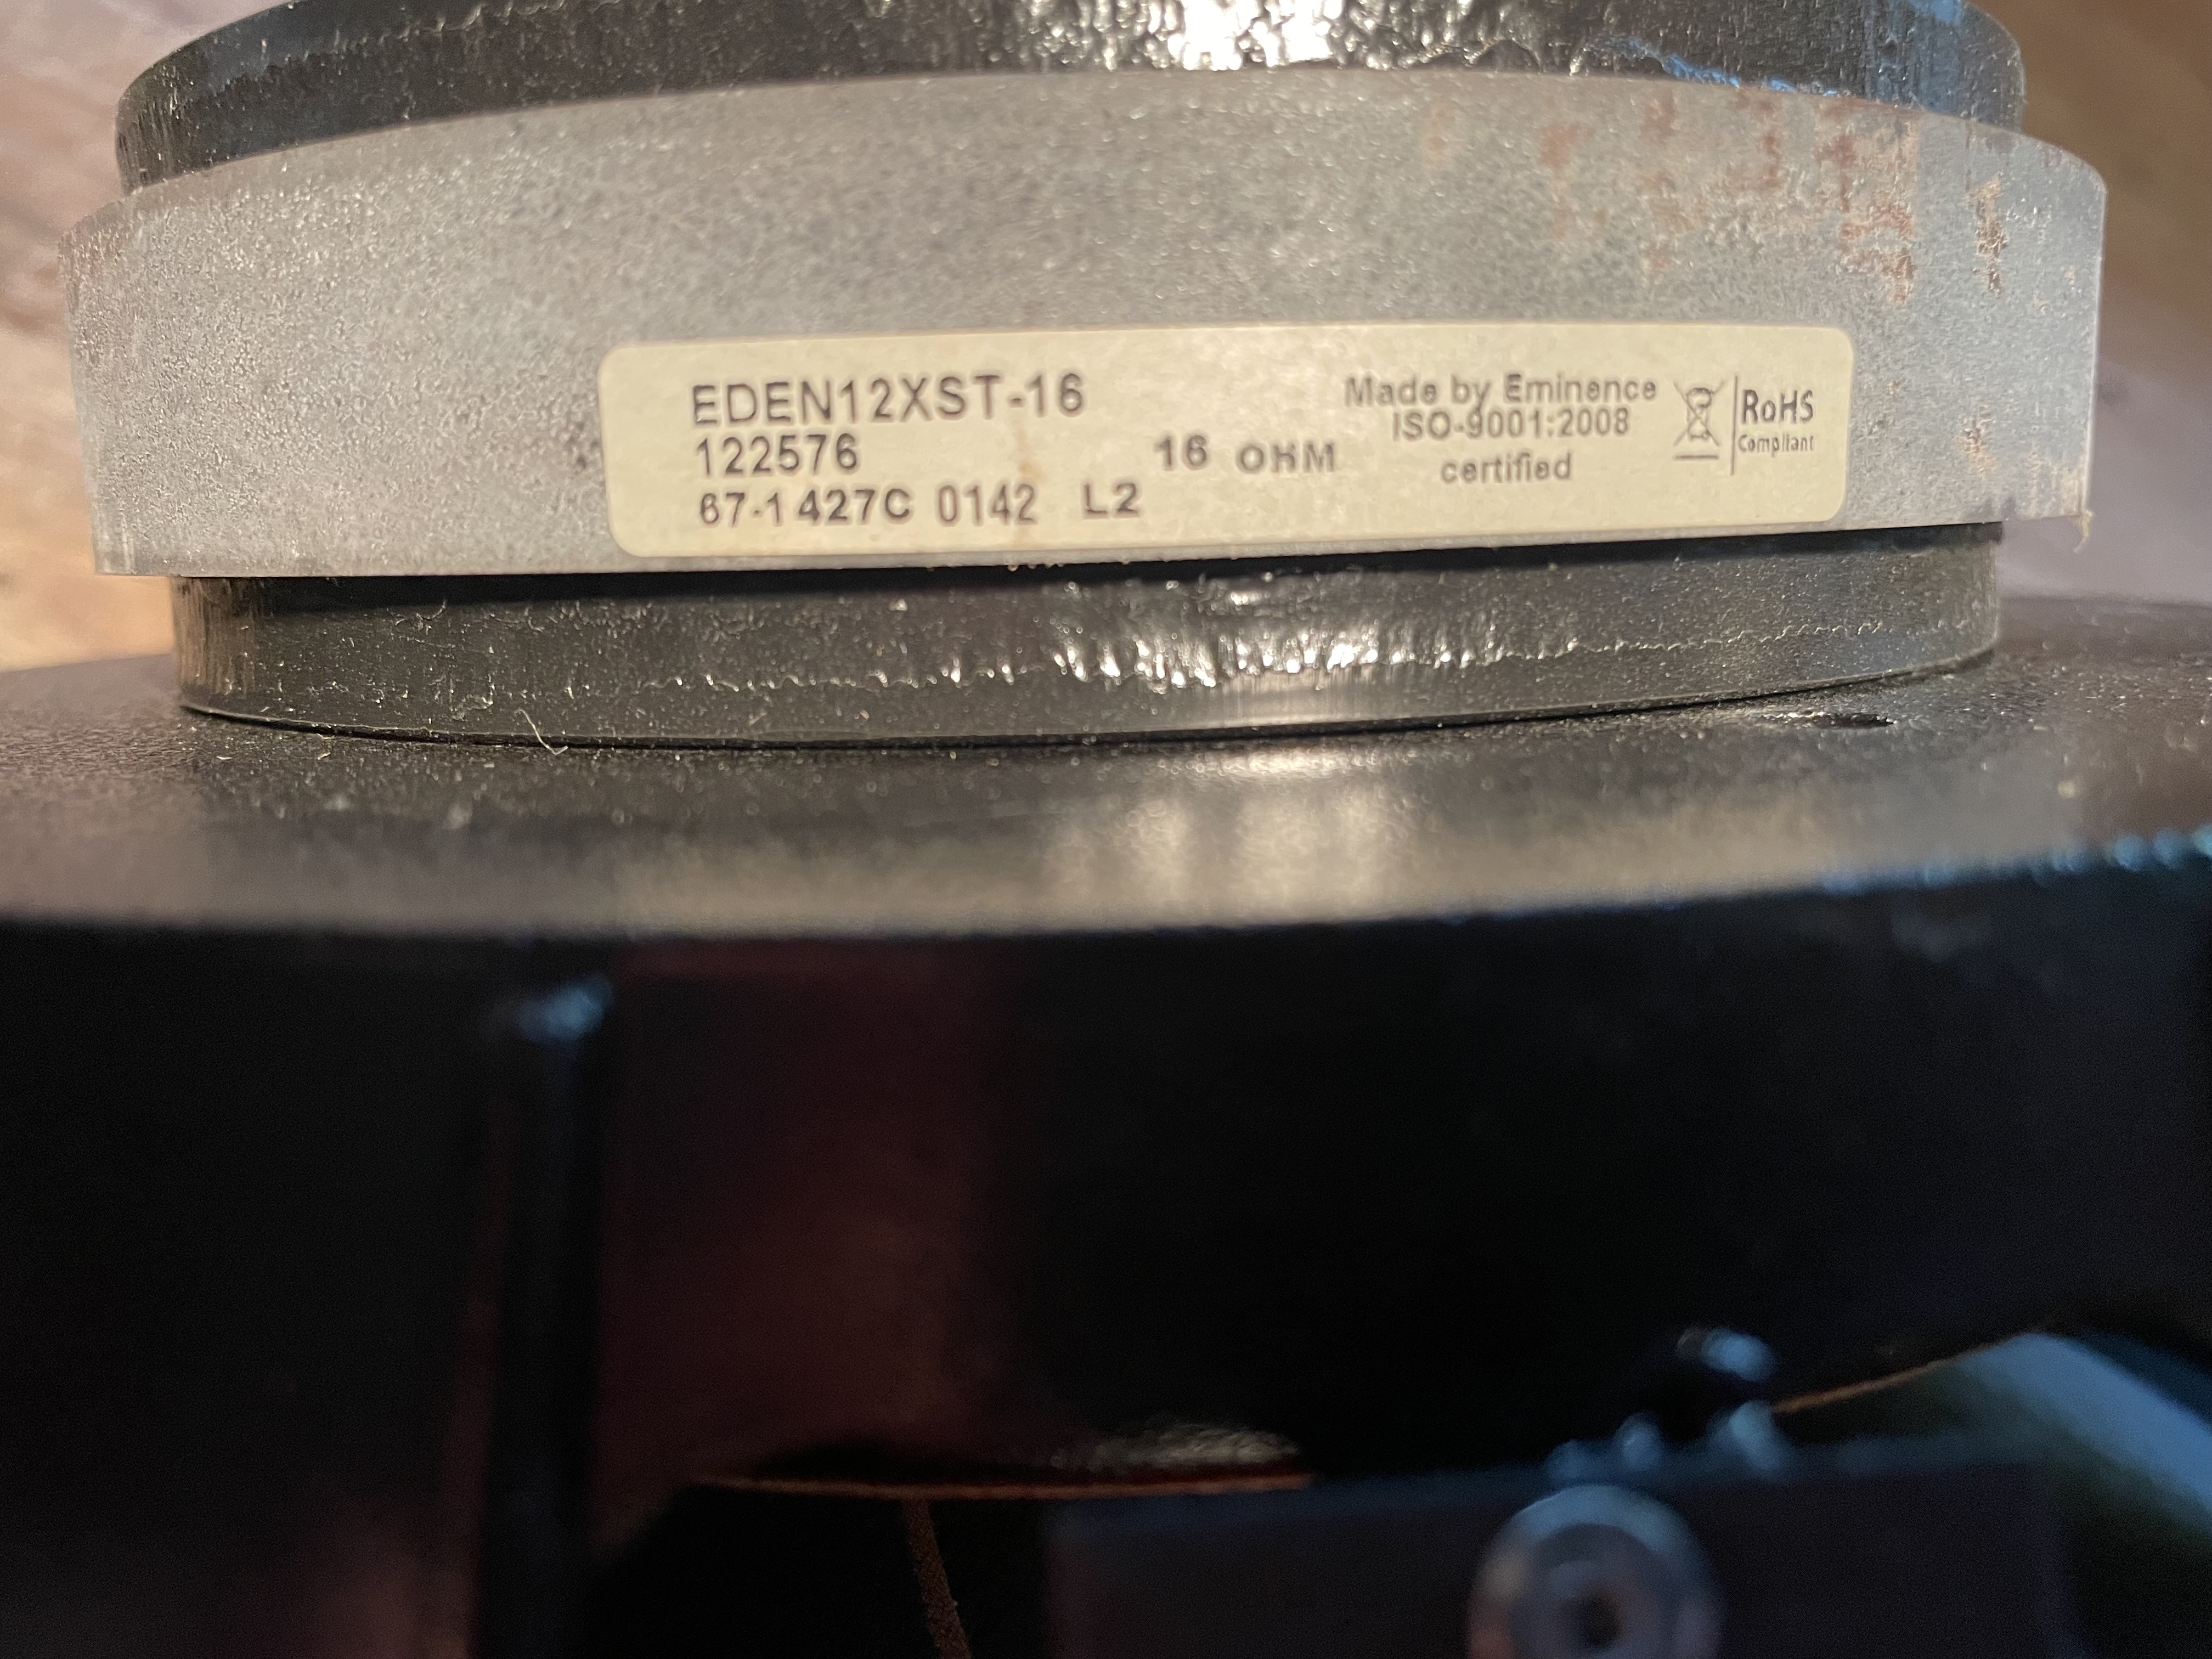 EDEN12XST-16
122576
67-1427C 0142 L2
16 OHM
Made by Eminence
ISO-9001:2008
certified
RoHS
Compliant